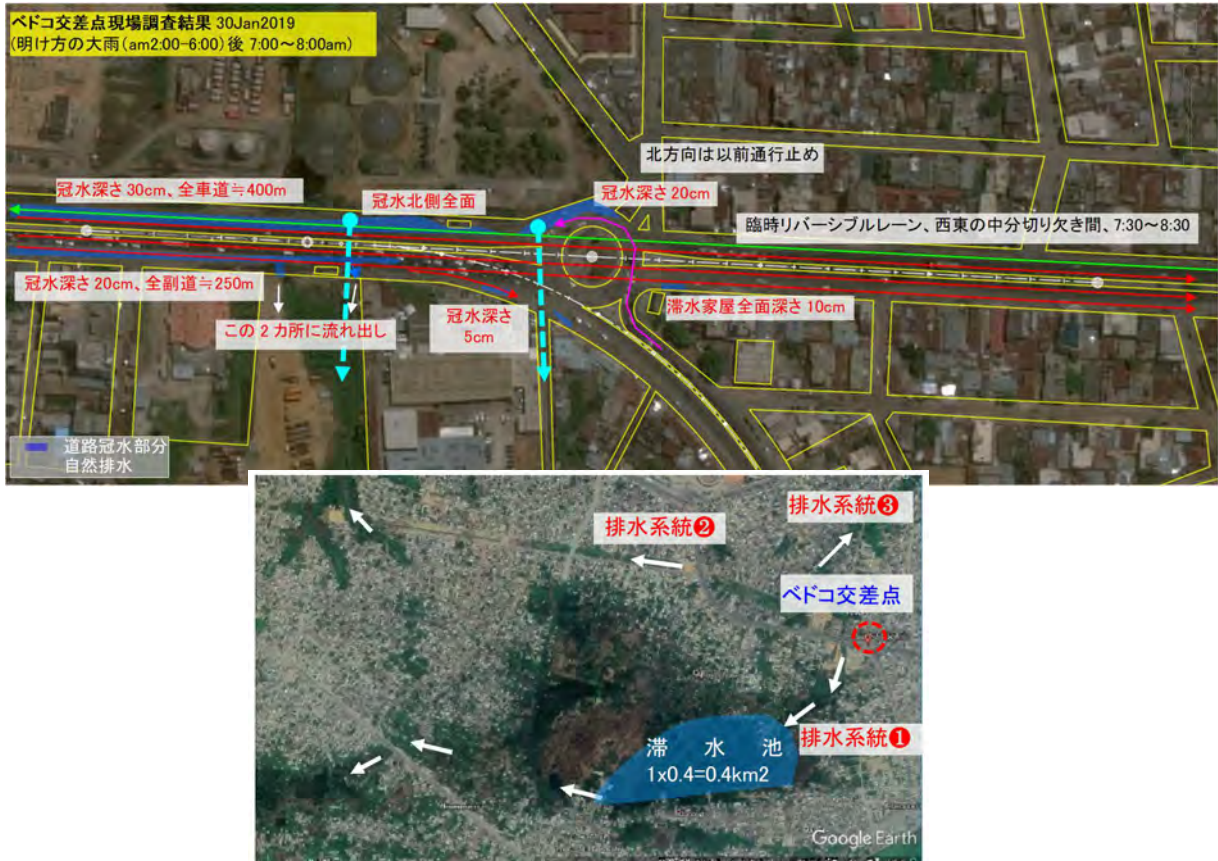 ベドコ交差点現場調査結果 30Jan2019
(明け方の大雨(am2:00-6:00)後 7:00～8:00am)
北方向は以前通行止め
冠水深さ 30cm、全車道≒400m
冠水北側全面
冠水深さ 20cm
臨時リバーシブルレーン、西東の中分切り欠き間、7:30～8:30
冠水深さ 20cm、全副道≒250m
この 2 カ所に流れ出し
冠水深さ
5cm
滞水家屋全面深さ 10cm
道路冠水部分
自然排水
排水系統❸
排水系統❷
ベドコ交差点
排水系統❶
滞 水 池
1x0.4=0.4km2
Google Earth